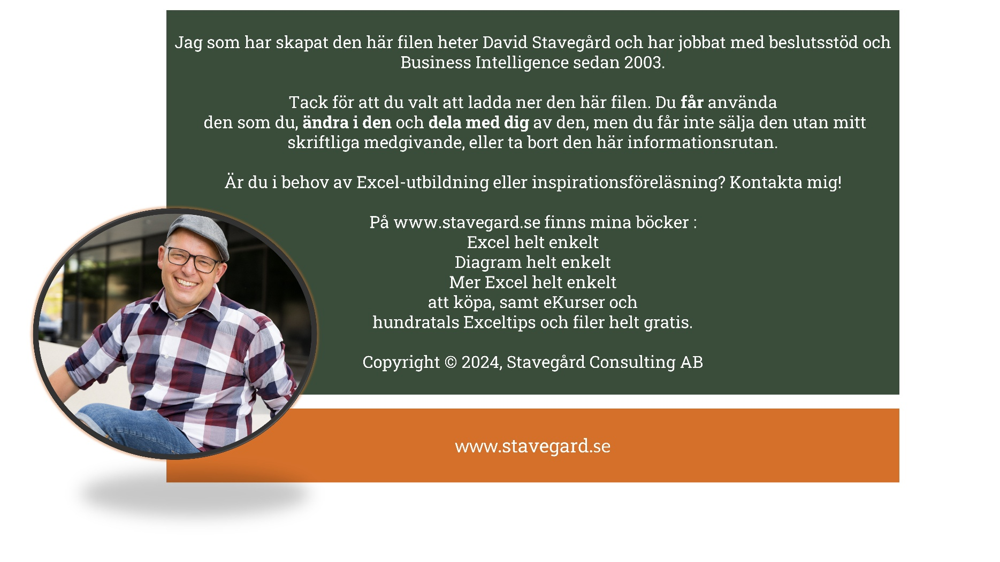 Jag som har skapat den här filen heter David Stavegård och har jobbat med beslutsstöd och
Business Intelligence sedan 2003.
Tack för att du valt att ladda ner den här filen. Du får använda
den som du, ändra i den och dela med dig av den, men du får inte sälja den utan mitt
skriftliga medgivande, eller ta bort den här informationsrutan.
Är du i behov av Excel-utbildning eller inspirationsföreläsning? Kontakta mig!
På www.stavegard.se finns mina böcker :
Excel helt enkelt
Diagram helt enkelt
Mer Excel helt enkelt
att köpa, samt eKurser och
hundratals Exceltips och filer helt gratis.
Copyright © 2024, Stavegård Consulting AB
www.stavegard.se